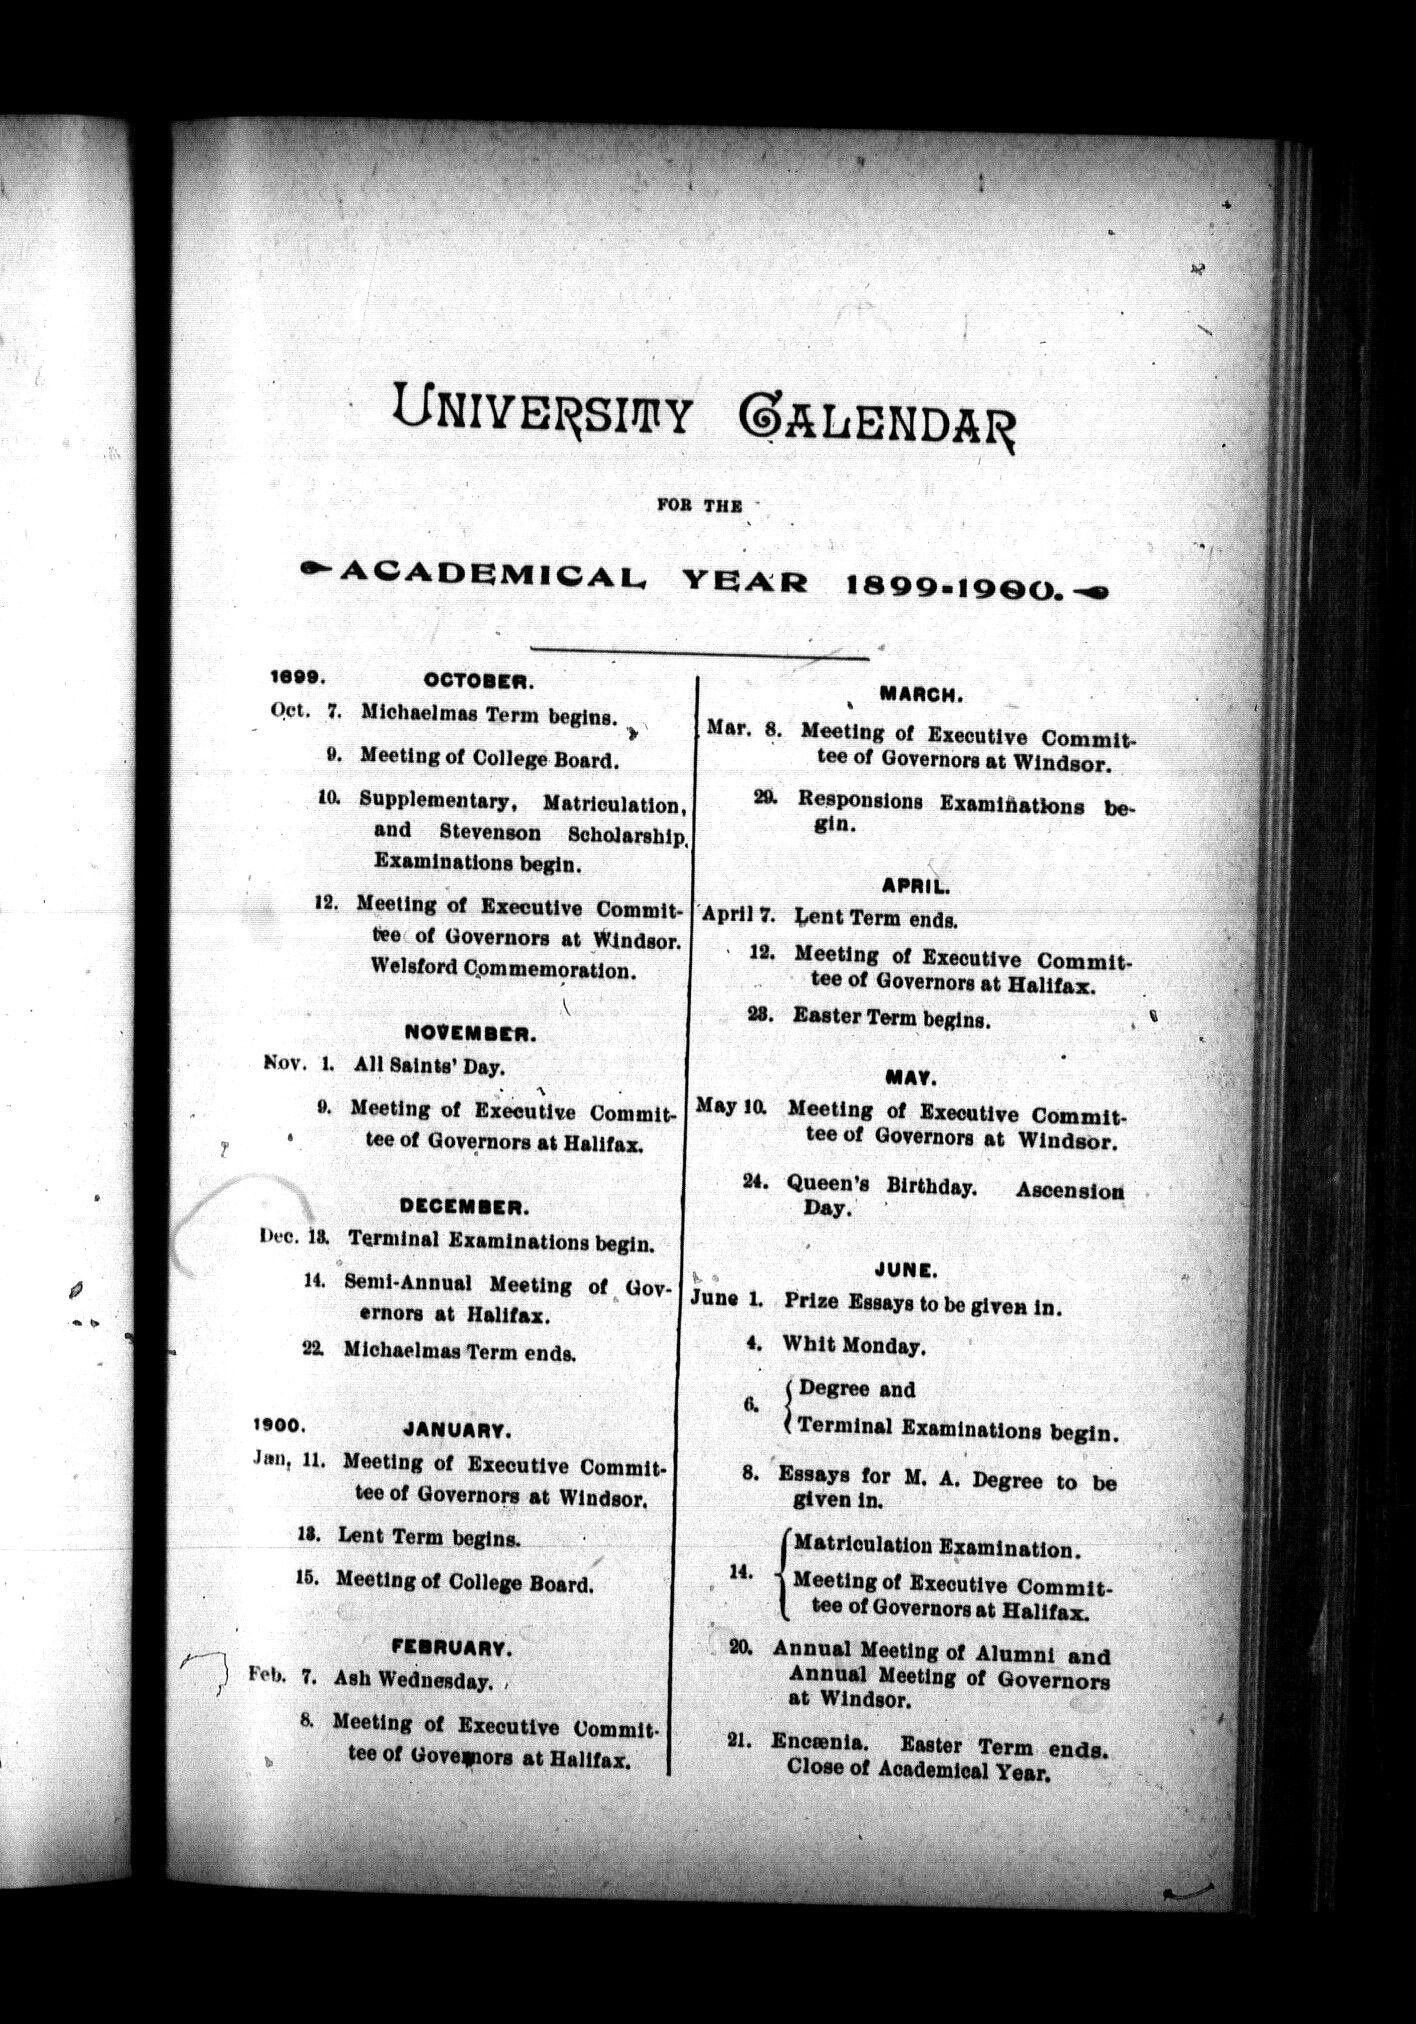 UNIVERSITY CALENDAR
FOR THE
ACADEMICAL YEAR 1899-1900.
1899. OCTOBER.
Oct. 7. Michaelmas Term begins.
9. Meeting of College Board.
10. Supplementary, Matriculation,
and Stevenson Scholarship
Examinations begin.
12. Meeting of Executive Commit-
tee of Governors at Windsor.
Welsford Commemoration.
NOVEMBER.
Nov. 1. All Saints' Day.
9. Meeting of Executive Commit-
tee of Governors at Halifax.
DECEMBER.
Dec. 13. Terminal Examinations begin.
14. Semi-Annual Meeting of Gov-
ernors at Halifax.
22. Michaelmas Term ends.
1900. JANUARY.
Jan. 11. Meeting of Executive Commit-
tee of Governors at Windsor.
13. Lent Term begins.
15. Meeting of College Board.
FEBRUARY.
Feb. 7. Ash Wednesday.
8. Meeting of Executive Commit-
tee of Governors at Halifax.
MARCH.
Mar. 8. Meeting of Executive Commit-
tee of Governors at Windsor.
29. Responsions Examinations be-
gin.
APRIL.
April 7. Lent Term ends.
12. Meeting of Executive Commit-
tee of Governors at Halifax.
23. Easter Term begins.
MAY.
May 10. Meeting of Executive Commit-
tee of Governors at Windsor.
24. Queen's Birthday. Ascension
Day.
JUNE.
June 1. Prize Essays to be given in.
4. Whit Monday.
6. Degree and
Terminal Examinations begin.
8. Essays for M. A. Degree to be
given in.
14. Matriculation Examination.
Meeting of Executive Commit-
tee of Governors at Halifax.
20. Annual Meeting of Alumni and
Annual Meeting of Governors
at Windsor.
21. Encænia. Easter Term ends.
Close of Academical Year.